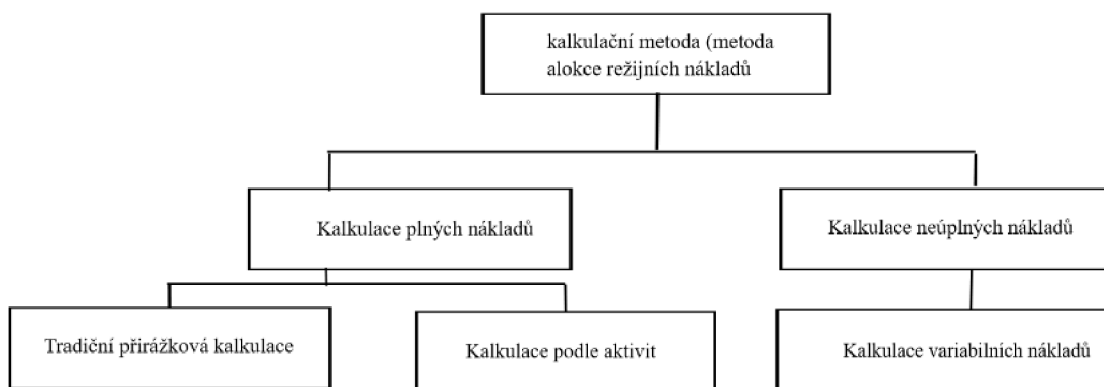 kalkulační metoda (metoda
alokce režijních nákladů
Kalkulace plných nákladů
Kalkulace neúplných nákladů
Tradiční přirážková kalkulace
Kalkulace podle aktivit
Kalkulace variabilních nákladů